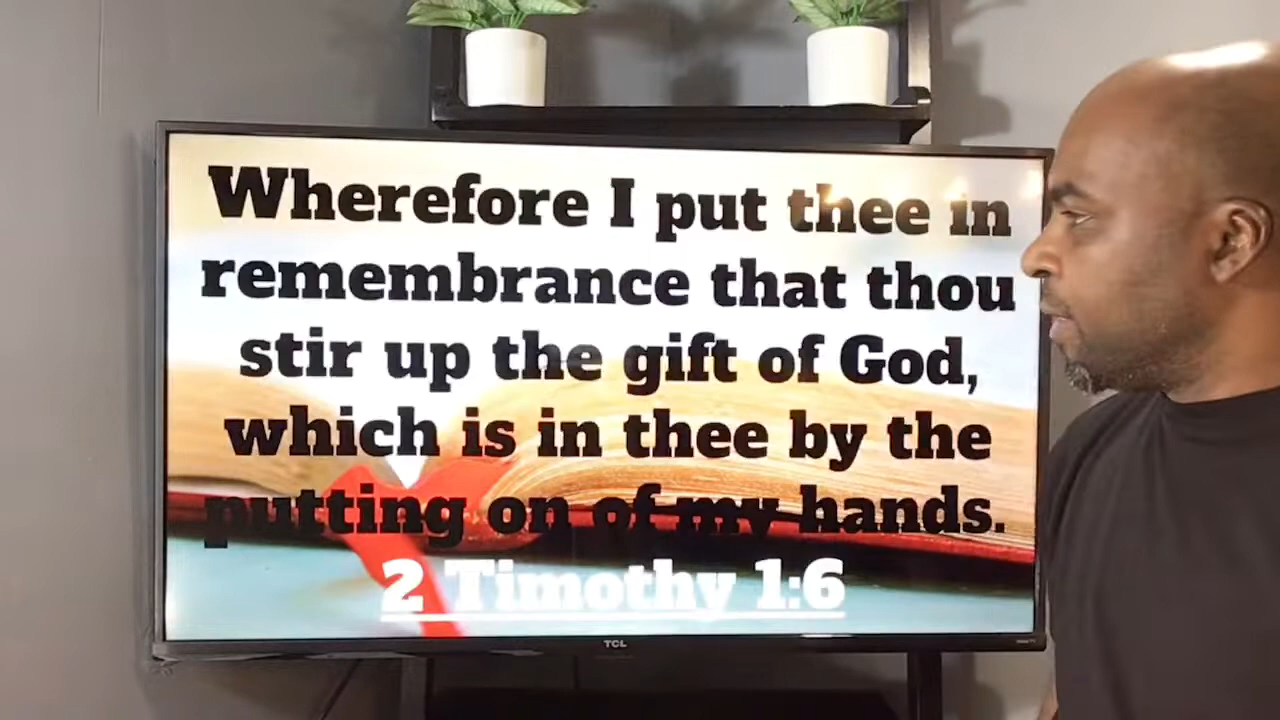 Wherefore I put thee in
remembrance that thou
stir up the gift of God,
which is in thee by the
putting on of my hands.
2 Timothy 1:6
TCL